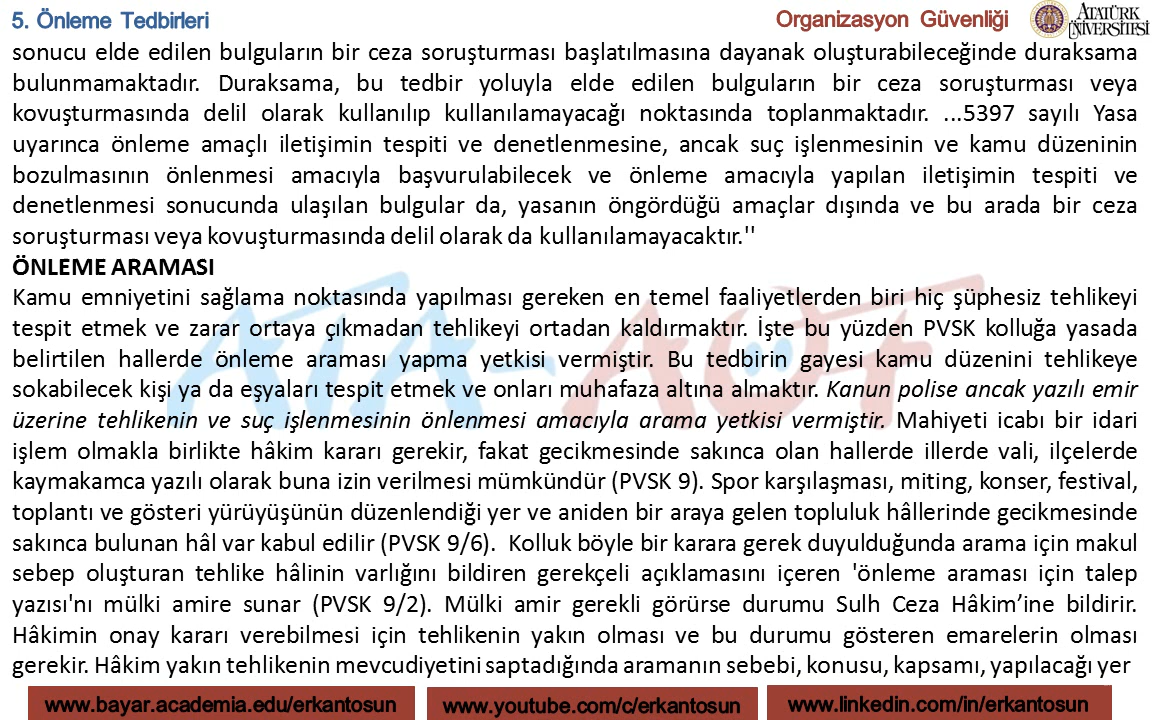 5. Önleme Tedbirleri
Organizasyon Güvenliği
ATATÜRK
ÜNİVERSİTESİ
sonucu elde edilen bulguların bir ceza soruşturması başlatılmasına dayanak oluşturabileceğinde duraksama
bulunmamaktadır. Duraksama, bu tedbir yoluyla elde edilen bulguların bir ceza soruşturması veya
kovuşturmasında delil olarak kullanılıp kullanılamayacağı noktasında toplanmaktadır. ...5397 sayılı Yasa
uyarınca önleme amaçlı iletişimin tespiti ve denetlenmesine, ancak suç işlenmesinin ve kamu düzeninin
bozulmasının önlenmesi amacıyla başvurulabilecek ve önleme amacıyla yapılan iletişimin tespiti ve
denetlenmesi sonucunda ulaşılan bulgular da, yasanın öngördüğü amaçlar dışında ve bu arada bir ceza
soruşturması veya kovuşturmasında delil olarak da kullanılamayacaktır.''
ÖNLEME ARAMASI
Kamu emniyetini sağlama noktasında yapılması gereken en temel faaliyetlerden biri hiç şüphesiz tehlikeyi
tespit etmek ve zarar ortaya çıkmadan tehlikeyi ortadan kaldırmaktır. İşte bu yüzden PVSK kolluğa yasada
belirtilen hallerde önleme araması yapma yetkisi vermiştir. Bu tedbirin gayesi kamu düzenini tehlikeye
sokabilecek kişi ya da eşyaları tespit etmek ve onları muhafaza altına almaktır. Kanun polise ancak yazılı emir
üzerine tehlikenin ve suç işlenmesinin önlenmesi amacıyla arama yetkisi vermiştir. Mahiyeti icabı bir idari
işlem olmakla birlikte hâkim kararı gerekir, fakat gecikmesinde sakınca olan hallerde illerde vali, ilçelerde
kaymakamca yazılı olarak buna izin verilmesi mümkündür (PVSK 9). Spor karşılaşması, miting, konser, festival,
toplantı ve gösteri yürüyüşünün düzenlendiği yer ve aniden bir araya gelen topluluk hâllerinde gecikmesinde
sakınca bulunan hâl var kabul edilir (PVSK 9/6). Kolluk böyle bir karara gerek duyulduğunda arama için makul
sebep oluşturan tehlike hâlinin varlığını bildiren gerekçeli açıklamasını içeren 'önleme araması için talep
yazısı'nı mülki amire sunar (PVSK 9/2). Mülki amir gerekli görürse durumu Sulh Ceza Hâkim’ine bildirir.
Hâkimin onay kararı verebilmesi için tehlikenin yakın olması ve bu durumu gösteren emarelerin olması
gerekir. Hâkim yakın tehlikenin mevcudiyetini saptadığında aramanın sebebi, konusu, kapsamı, yapılacağı yer
ATA-AÖF
www.bayar.academia.edu/erkantosun
www.youtube.com/c/erkantosun
www.linkedin.com/in/erkantosun